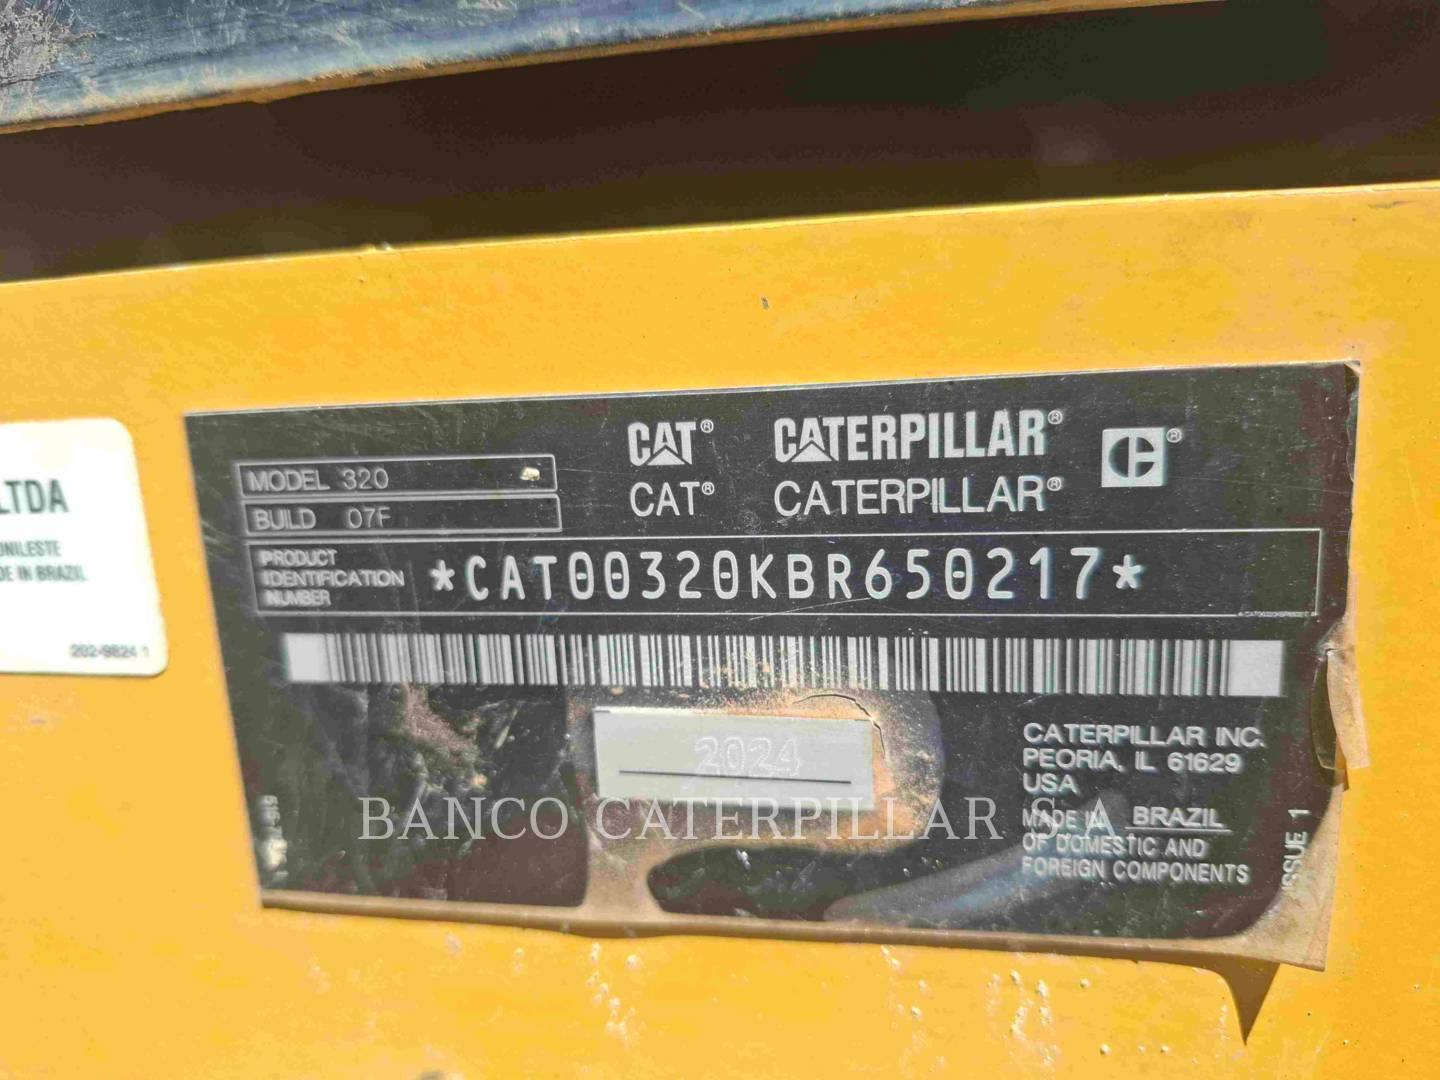 LTDA
ONILESTE
DE IN BRAZIL
202-9824 1
CAT® CATERPILLAR®
CAT® CATERPILLAR®
MODEL 320
BUILD 07F
PRODUCT
IDENTIFICATION
NUMBER
*CAT00320KBR650217*
2024
CATERPILLAR INC.
PEORIA, IL 61629
USA
MADE IN BRAZIL
OF DOMESTIC AND
FOREIGN COMPONENTS
ISSUE 1
BANCO CATERPILLAR S.A.